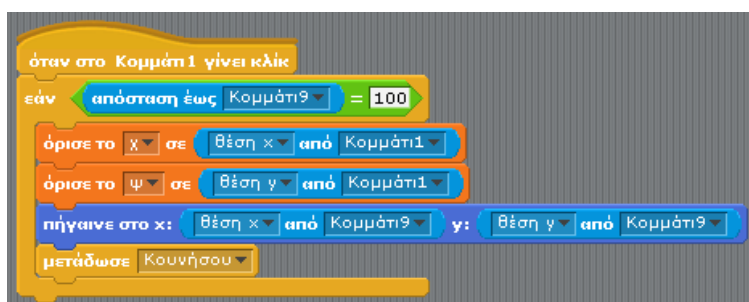 όταν στο Κομμάτι1 γίνει κλίκ
εάν απόσταση έως Κομμάτι9 = 100
όρισε το χ σε θέση x από Κομμάτι1
όρισε το ψ σε θέση y από Κομμάτι1
πήγαινε στο x: θέση x από Κομμάτι9 y: θέση y από Κομμάτι9
μετάδωσε Κουνήσου